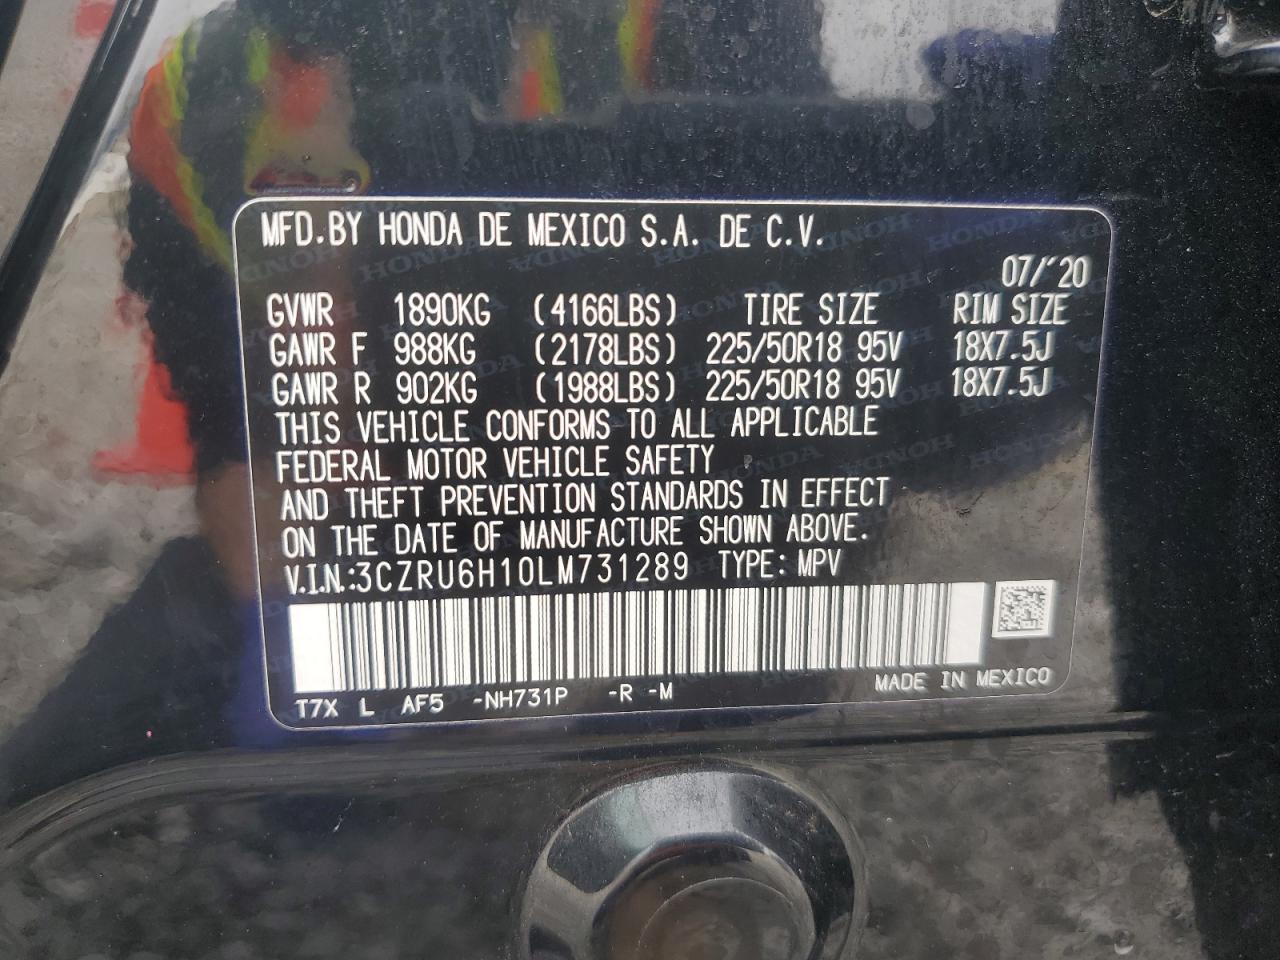 MFD.BY HONDA DE MEXICO S.A. DE C.V.
07/'20
GVWR 1890KG (4166LBS) TIRE SIZE RIM SIZE
GAWR F 988KG (2178LBS) 225/50R18 95V 18X7.5J
GAWR R 902KG (1988LBS) 225/50R18 95V 18X7.5J
THIS VEHICLE CONFORMS TO ALL APPLICABLE
FEDERAL MOTOR VEHICLE SAFETY
AND THEFT PREVENTION STANDARDS IN EFFECT
ON THE DATE OF MANUFACTURE SHOWN ABOVE.
V.I.N.:3CZRU6H10LM731289 TYPE: MPV
T7X L AF5 -NH731P -R -M MADE IN MEXICO